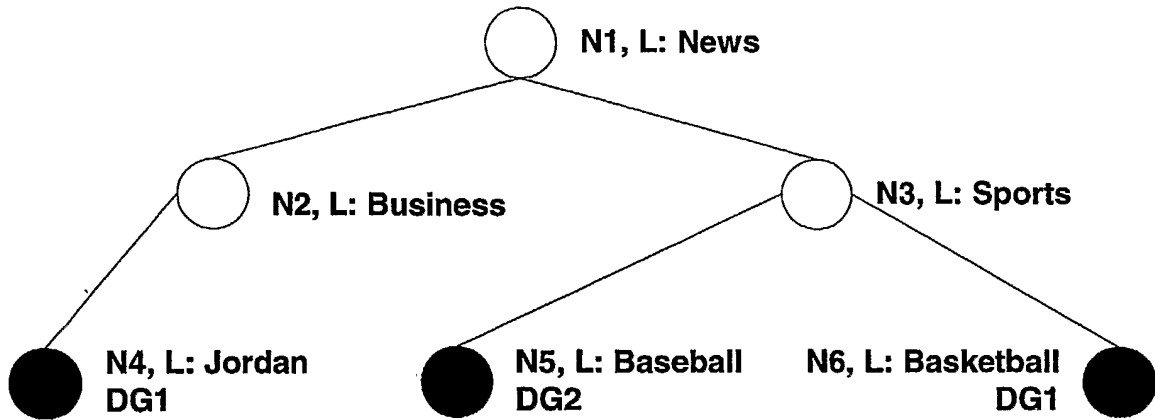 N1, L: News
N2, L: Business
N3, L: Sports
N4, L: Jordan
DG1
N5, L: Baseball
DG2
N6, L: Basketball
DG1